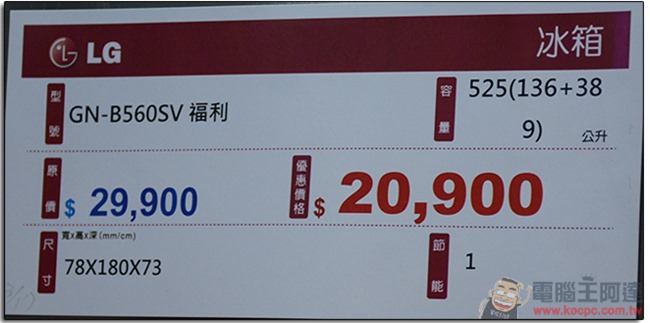 LG 冰箱
型號 GN-B560SV 福利
容量 525(136+38
9) 公升
原價 $ 29,900
優惠價格 $ 20,900
尺寸 寬x高x深(mm/cm)
78X180X73
節能 1
電腦王阿達
www.kocpc.com.tw